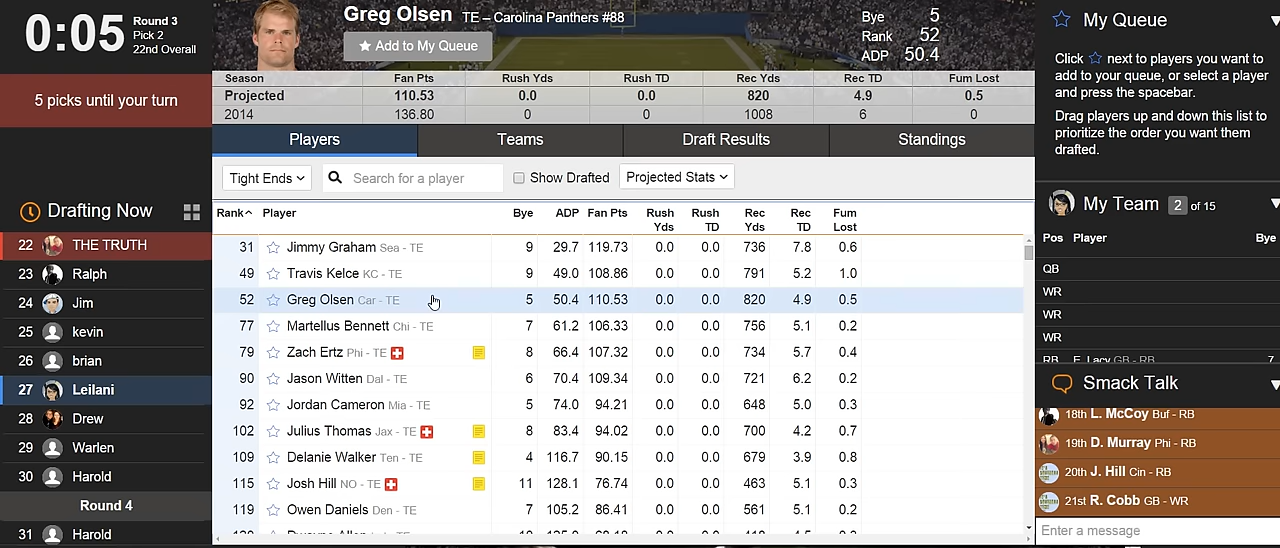 0:05
Round 3
Pick 2
22nd Overall
5 picks until your turn
Drafting Now
22 THE TRUTH
23 Ralph
24 Jim
25 kevin
26 brian
27 Leilani
28 Drew
29 Warlen
30 Harold
Round 4
31 Harold
Greg Olsen TE – Carolina Panthers #88
★ Add to My Queue
Bye 5
Rank 52
ADP 50.4
Season Fan Pts Rush Yds Rush TD Rec Yds Rec TD Fum Lost
Projected 110.53 0.0 0.0 820 4.9 0.5
2014 136.80 0 0 1008 6 0
Players Teams Draft Results Standings
Tight Ends Search for a player Show Drafted Projected Stats
Rank Player Bye ADP Fan Pts Rush Yds Rush TD Rec Yds Rec TD Fum Lost
31 Jimmy Graham Sea - TE 9 29.7 119.73 0.0 0.0 736 7.8 0.6
49 Travis Kelce KC - TE 9 49.0 108.86 0.0 0.0 791 5.2 1.0
52 Greg Olsen Car - TE 5 50.4 110.53 0.0 0.0 820 4.9 0.5
77 Martellus Bennett Chi - TE 7 61.2 106.33 0.0 0.0 756 5.1 0.2
79 Zach Ertz Phi - TE 8 66.4 107.32 0.0 0.0 734 5.7 0.4
90 Jason Witten Dal - TE 6 70.4 109.34 0.0 0.0 721 6.2 0.2
92 Jordan Cameron Mia - TE 5 74.0 94.21 0.0 0.0 648 5.0 0.3
102 Julius Thomas Jax - TE 8 83.4 94.02 0.0 0.0 700 4.2 0.7
109 Delanie Walker Ten - TE 4 116.7 90.15 0.0 0.0 679 3.9 0.8
115 Josh Hill NO - TE 11 128.1 76.74 0.0 0.0 463 5.1 0.3
119 Owen Daniels Den - TE 7 105.2 86.41 0.0 0.0 561 5.1 0.2
My Queue
Click ☆ next to players you want to
add to your queue, or select a player
and press the spacebar.
Drag players up and down this list to
prioritize the order you want them
drafted.
My Team 2 of 15
Pos Player Bye
QB
WR
WR
WR
RB E. Lacy GB - RB 7
Smack Talk
18th L. McCoy Buf - RB
19th D. Murray Phi - RB
20th J. Hill Cin - RB
21st R. Cobb GB - WR
Enter a message